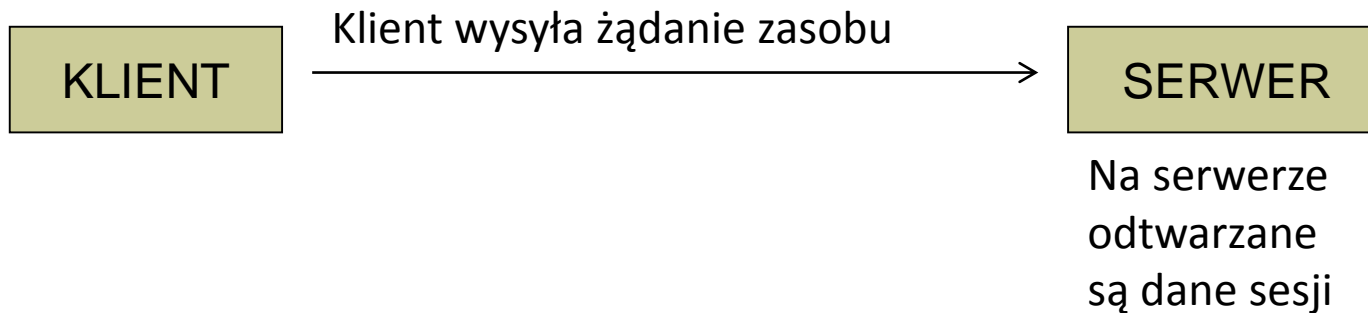 Klient wysyła żądanie zasobu
KLIENT
SERWER
Na serwerze
odtwarzane
są dane sesji